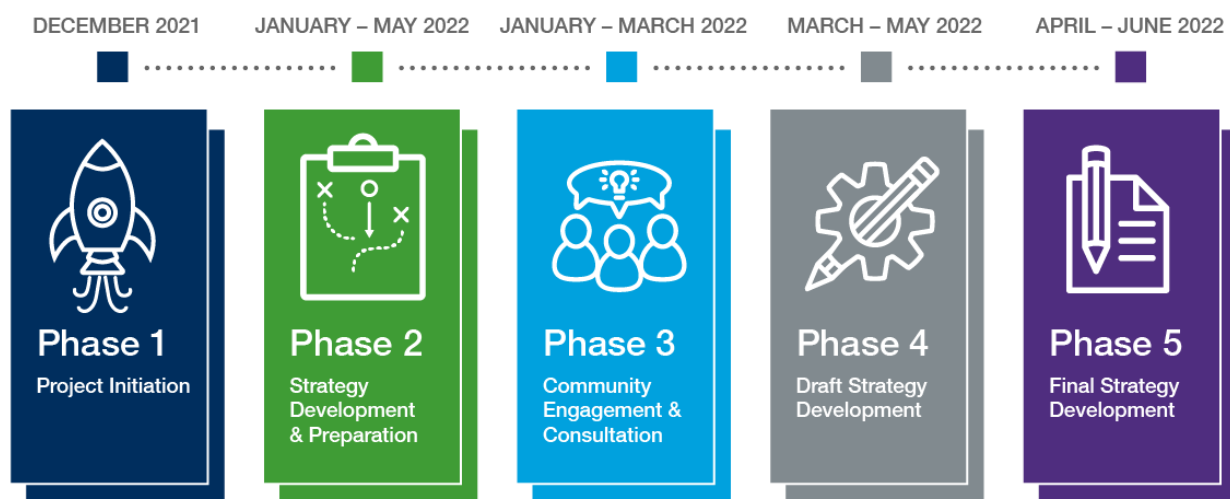 DECEMBER 2021
JANUARY – MAY 2022
JANUARY – MARCH 2022
MARCH – MAY 2022
APRIL – JUNE 2022
Phase 1
Project Initiation
Phase 2
Strategy
Development
& Preparation
Phase 3
Community
Engagement &
Consultation
Phase 4
Draft Strategy
Development
Phase 5
Final Strategy
Development